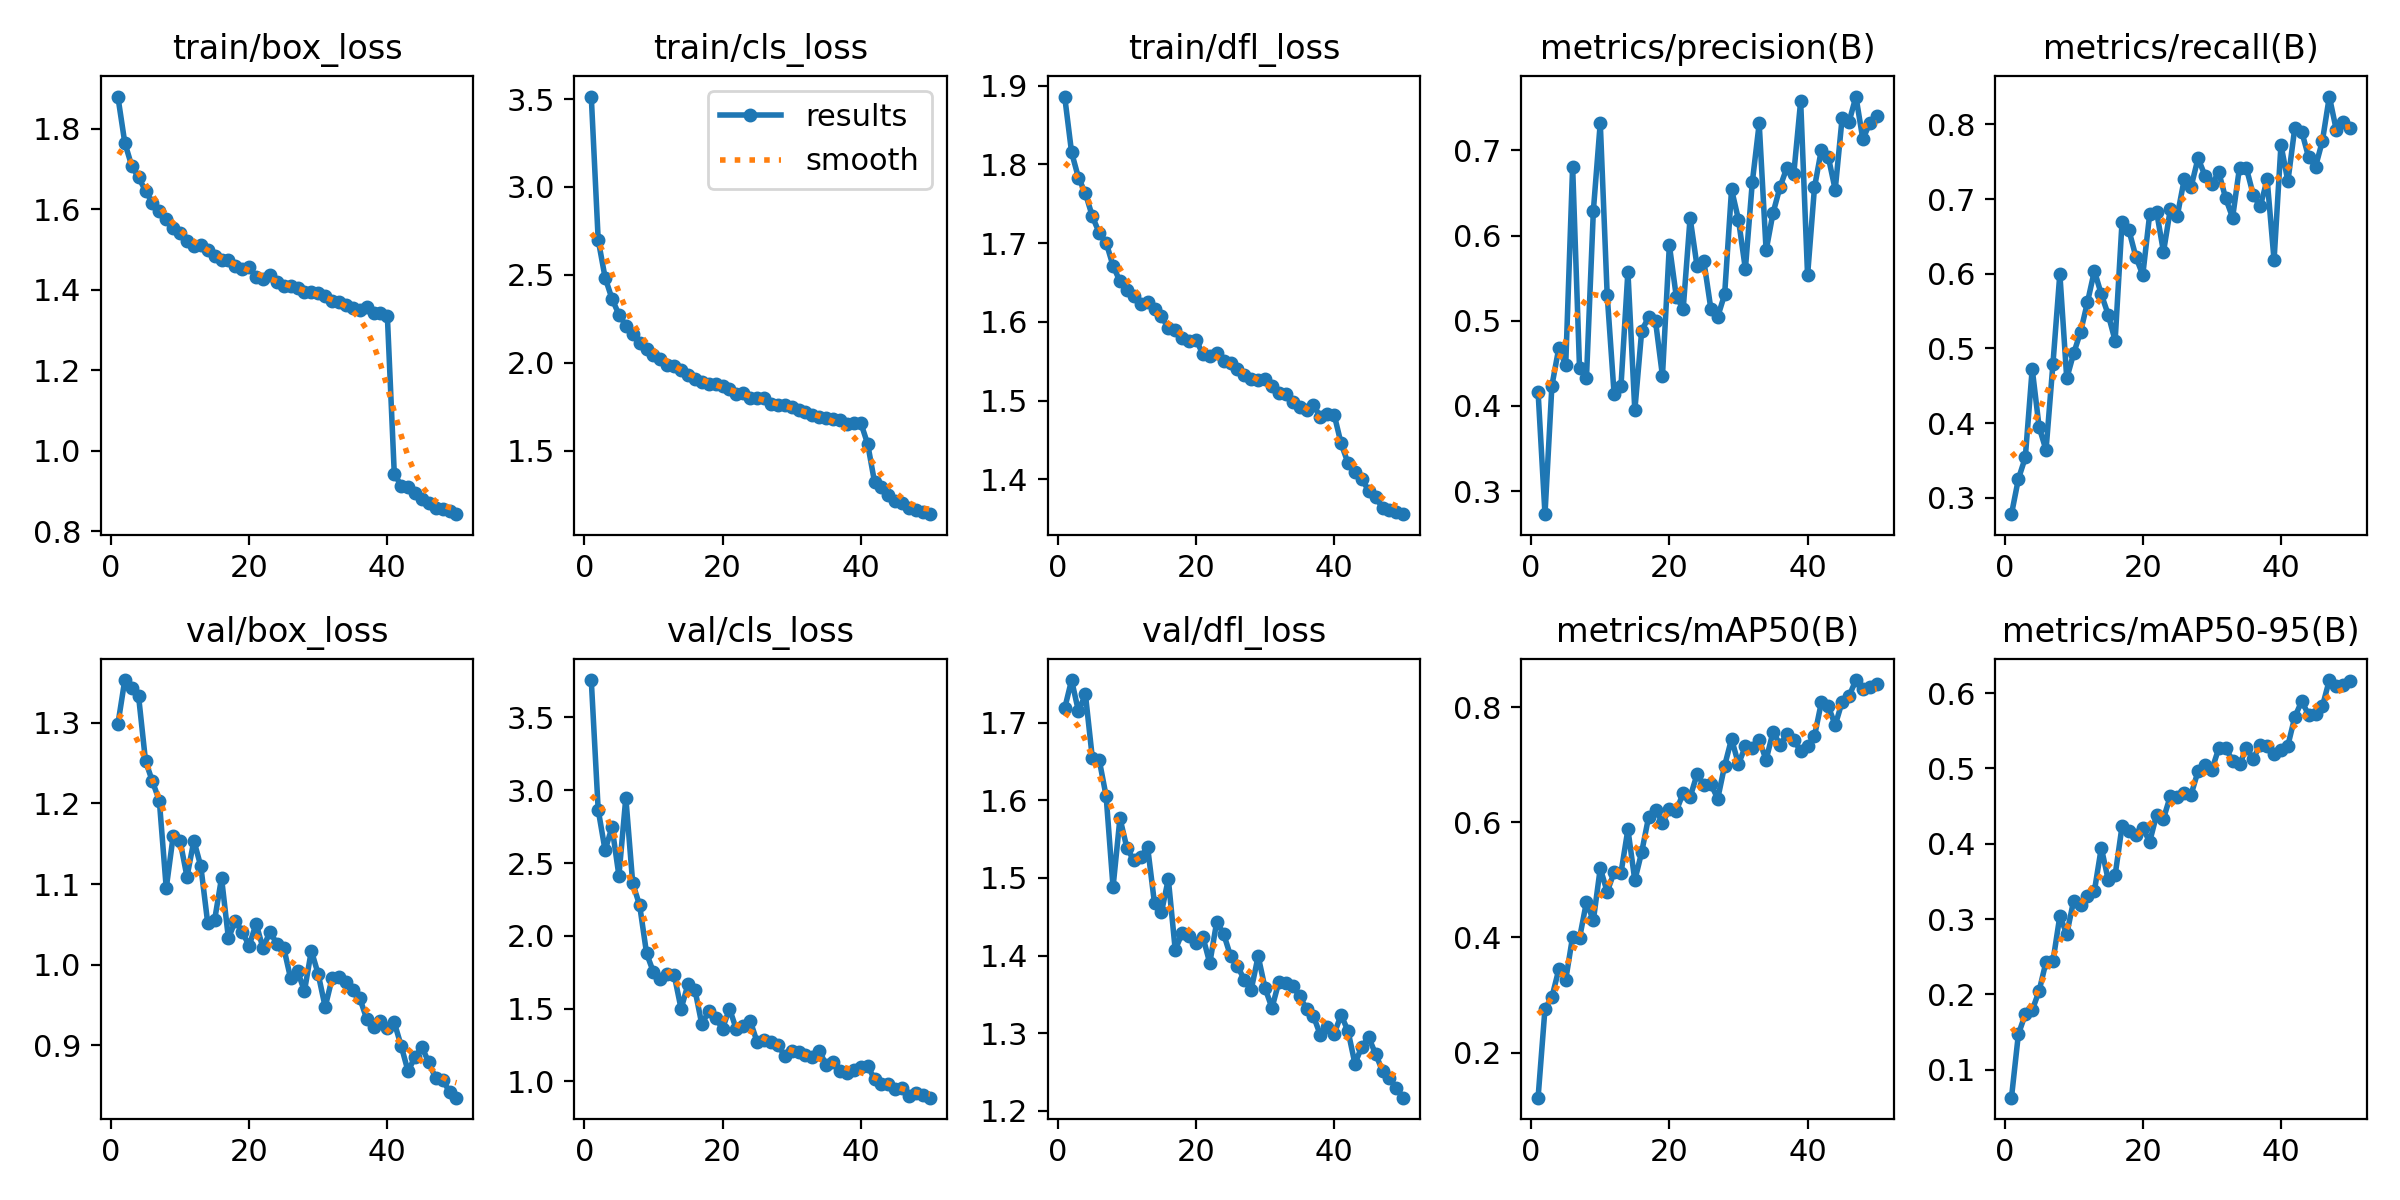 train/box_loss
train/cls_loss
train/dfl_loss
metrics/precision(B)
metrics/recall(B)
1.8
1.6
1.4
1.2
1.0
0.8
0 20 40
results
smooth
3.5
3.0
2.5
2.0
1.5
0 20 40
1.9
1.8
1.7
1.6
1.5
1.4
0 20 40
0.7
0.6
0.5
0.4
0.3
0 20 40
0.8
0.7
0.6
0.5
0.4
0.3
0 20 40
val/box_loss
val/cls_loss
val/dfl_loss
metrics/mAP50(B)
metrics/mAP50-95(B)
1.3
1.2
1.1
1.0
0.9
0 20 40
3.5
3.0
2.5
2.0
1.5
1.0
0 20 40
1.7
1.6
1.5
1.4
1.3
1.2
0 20 40
0.8
0.6
0.4
0.2
0 20 40
0.6
0.5
0.4
0.3
0.2
0.1
0 20 40